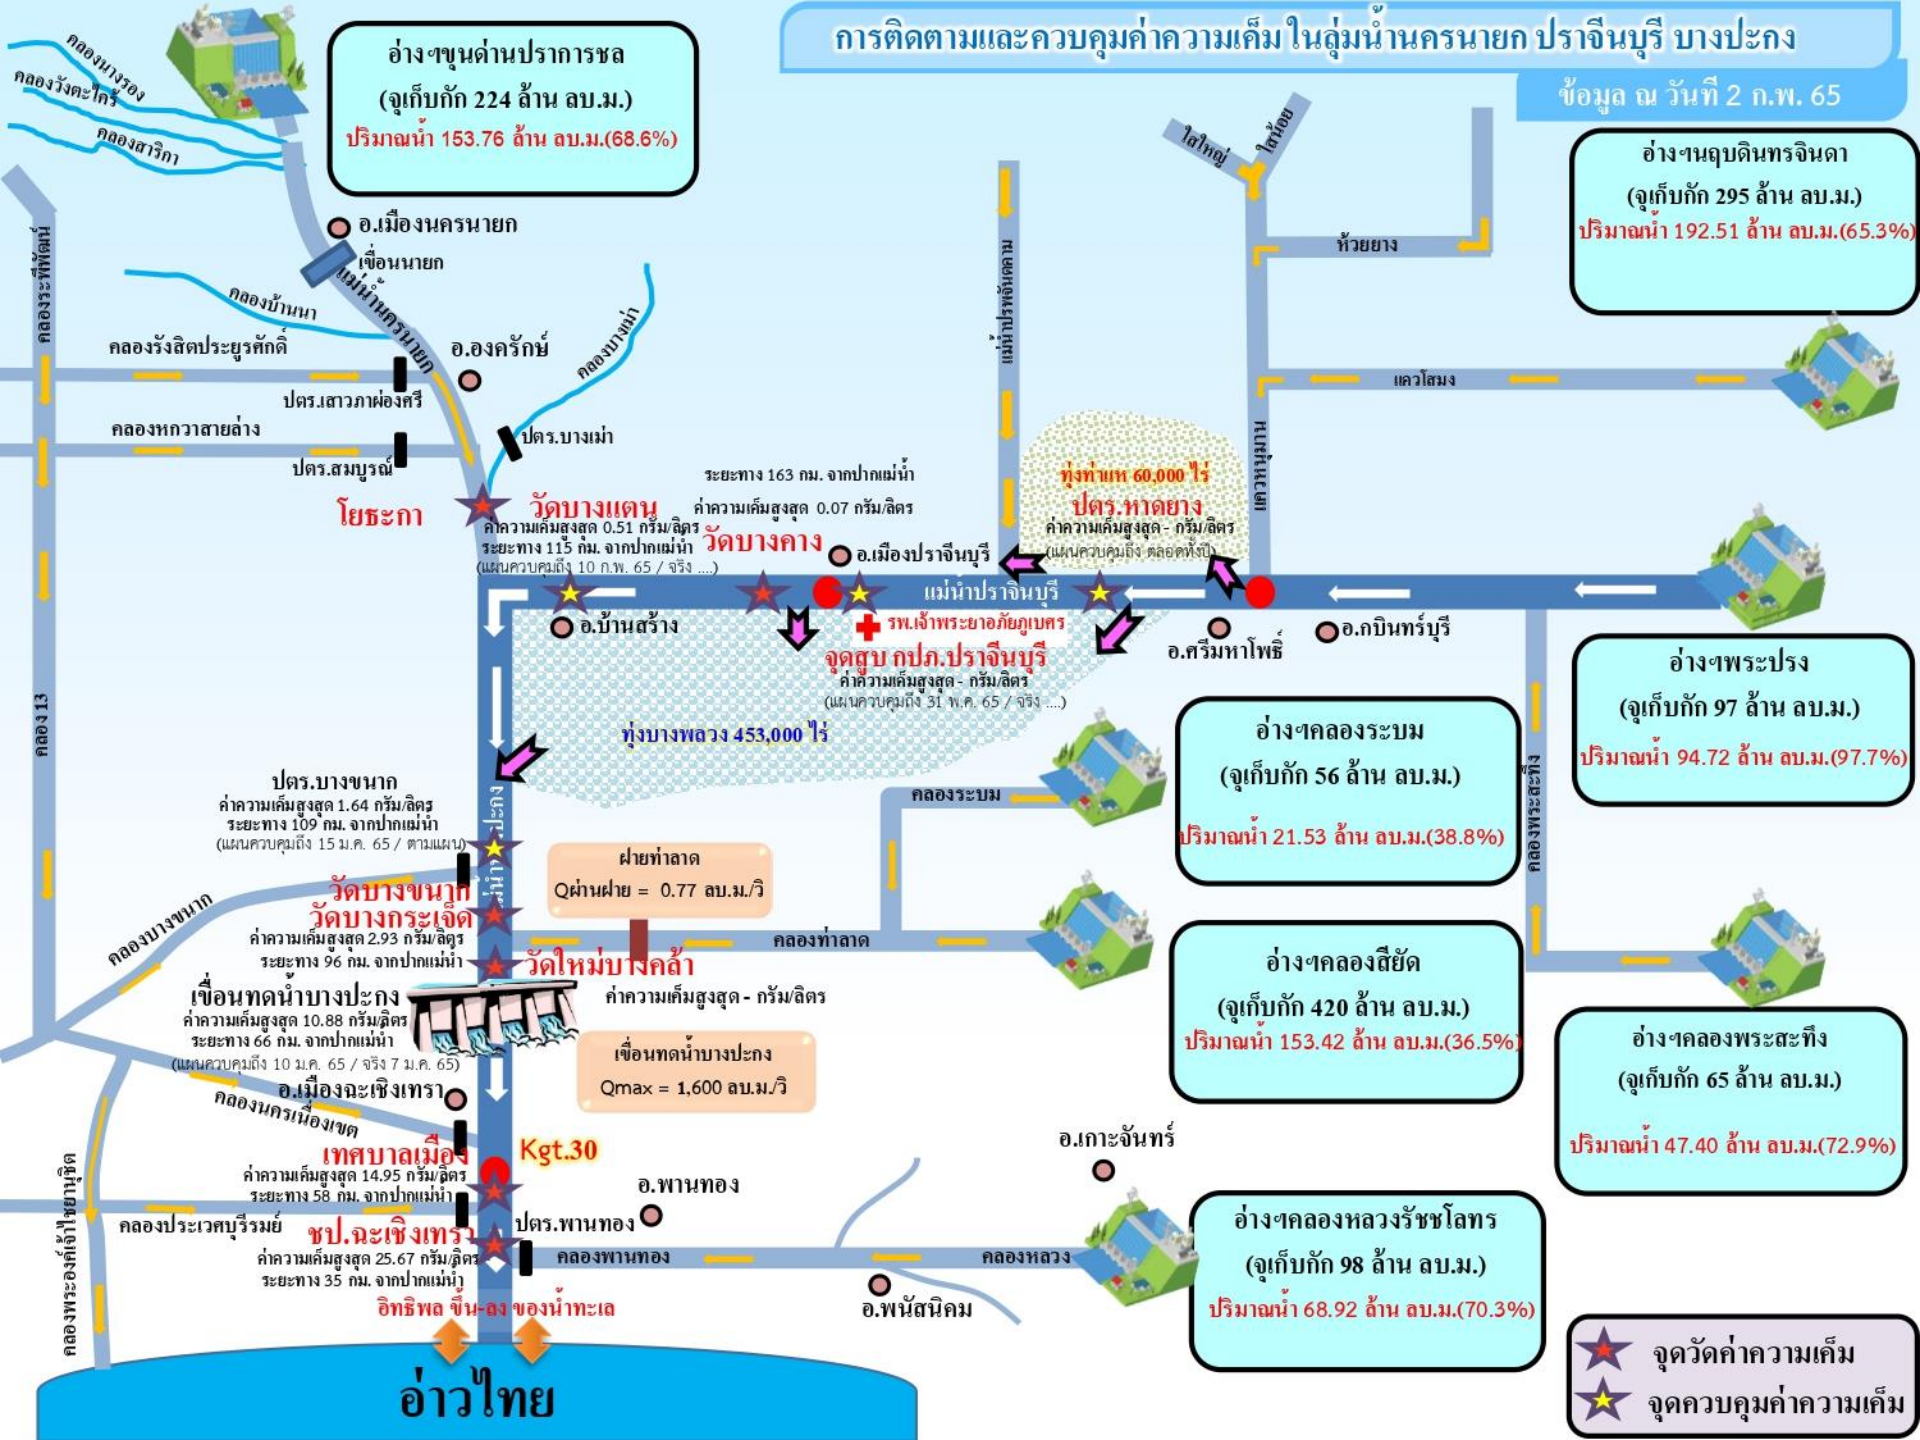 การติดตามและควบคุมค่าความเค็ม ในลุ่มน้ำนครนายก ปราจีนบุรี บางปะกง
ข้อมูล ณ วันที่ 2 ก.พ. 65
คลองนางรอง
คลองวังตะไคร้
คลองสาริกา
อ่างฯขุนด่านปราการชล
(จุเก็บกัก 224 ล้าน ลบ.ม.)
ปริมาณน้ำ 153.76 ล้าน ลบ.ม.(68.6%)
ใสใหญ่
ใสน้อย
อ่างฯนฤบดินทรจินดา
(จุเก็บกัก 295 ล้าน ลบ.ม.)
ปริมาณน้ำ 192.51 ล้าน ลบ.ม.(65.3%)
อ.เมืองนครนายก
เขื่อนนายก
แม่น้ำนครนายก
คลองระพีพัฒน์
คลองบ้านนา
คลองรังสิตประยูรศักดิ์
อ.องครักษ์
คลองบางเม่า
ปตร.เสาวภาผ่องศรี
คลองหกวาสายล่าง
ปตร.สมบูรณ์
ปตร.บางเม่า
ห้วยยาง
แควโสมง
แควหนุมาน
โยธะกา
วัดบางแตน
ค่าความเค็มสูงสุด 0.51 กรัม/ลิตร
ระยะทาง 115 กม. จากปากแม่น้ำ
(แผนควบคุมถึง 10 ก.พ. 65 / จริง ....)
ระยะทาง 163 กม. จากปากแม่น้ำ
ค่าความเค็มสูงสุด 0.07 กรัม/ลิตร
วัดบางคาง
อ.เมืองปราจีนบุรี
ทุ่งท่าแห 60,000 ไร่
ปตร.หาดยาง
ค่าความเค็มสูงสุด - กรัม/ลิตร
(แผนควบคุมถึง ตลอดทั้งปี)
แม่น้ำปราจีนบุรี
อ.บ้านสร้าง
รพ.เจ้าพระยาอภัยภูเบศร
จุดสูบ กปภ.ปราจีนบุรี
ค่าความเค็มสูงสุด - กรัม/ลิตร
(แผนควบคุมถึง 31 พ.ค. 65 / จริง ....)
อ.ศรีมหาโพธิ์
อ.กบินทร์บุรี
ทุ่งบางพลวง 453,000 ไร่
อ่างฯพระปรง
(จุเก็บกัก 97 ล้าน ลบ.ม.)
ปริมาณน้ำ 94.72 ล้าน ลบ.ม.(97.7%)
คลอง 13
ปตร.บางขนาก
ค่าความเค็มสูงสุด 1.64 กรัม/ลิตร
ระยะทาง 109 กม. จากปากแม่น้ำ
(แผนควบคุมถึง 15 ม.ค. 65 / ตามแผน)
คลองระบม
อ่างฯคลองระบม
(จุเก็บกัก 56 ล้าน ลบ.ม.)
ปริมาณน้ำ 21.53 ล้าน ลบ.ม.(38.8%)
คลองพระสะทึง
ฝายท่าลาด
Qผ่านฝาย = 0.77 ลบ.ม./วิ
วัดบางขนาก
วัดบางกระเจ็ด
ค่าความเค็มสูงสุด 2.93 กรัม/ลิตร
ระยะทาง 96 กม. จากปากแม่น้ำ
คลองบางขนาก
คลองท่าลาด
วัดใหม่บางคล้า
ค่าความเค็มสูงสุด - กรัม/ลิตร
อ่างฯคลองสียัด
(จุเก็บกัก 420 ล้าน ลบ.ม.)
ปริมาณน้ำ 153.42 ล้าน ลบ.ม.(36.5%)
เขื่อนทดน้ำบางปะกง
ค่าความเค็มสูงสุด 10.88 กรัม/ลิตร
ระยะทาง 66 กม. จากปากแม่น้ำ
(แผนควบคุมถึง 10 ม.ค. 65 / จริง 7 ม.ค. 65)
เขื่อนทดน้ำบางปะกง
Qmax = 1,600 ลบ.ม./วิ
อ่างฯคลองพระสะทึง
(จุเก็บกัก 65 ล้าน ลบ.ม.)
ปริมาณน้ำ 47.40 ล้าน ลบ.ม.(72.9%)
อ.เมืองฉะเชิงเทรา
คลองนครเนื่องเขต
เทศบาลเมือง
ค่าความเค็มสูงสุด 14.95 กรัม/ลิตร
ระยะทาง 58 กม. จากปากแม่น้ำ
Kgt.30
อ.เกาะจันทร์
อ.พานทอง
คลองพระองค์เจ้าไชยานุชิต
คลองประเวศบุรีรมย์
ชป.ฉะเชิงเทรา
ค่าความเค็มสูงสุด 25.67 กรัม/ลิตร
ระยะทาง 35 กม. จากปากแม่น้ำ
ปตร.พานทอง
คลองพานทอง
คลองหลวง
อ.พนัสนิคม
อ่างฯคลองหลวงรัชชโลทร
(จุเก็บกัก 98 ล้าน ลบ.ม.)
ปริมาณน้ำ 68.92 ล้าน ลบ.ม.(70.3%)
อิทธิพล ขึ้น-ลง ของน้ำทะเล
อ่าวไทย
จุดวัดค่าความเค็ม
จุดควบคุมค่าความเค็ม